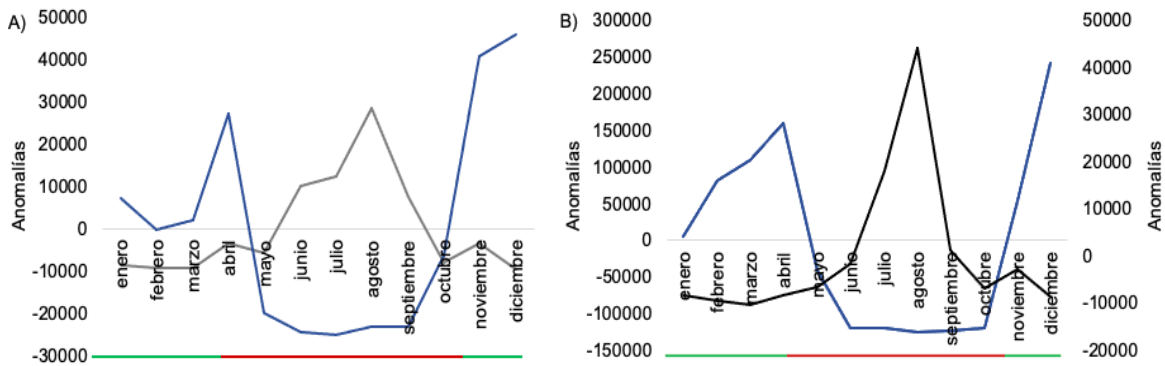 A)
Anomalías
50000
40000
30000
20000
10000
0
-10000
-20000
-30000
enero
febrero
marzo
abril
mayo
junio
julio
agosto
septiembre
octubre
noviembre
diciembre
B)
Anomalías
300000
250000
200000
150000
100000
50000
0
-50000
-100000
-150000
enero
febrero
marzo
abril
mayo
junio
julio
agosto
septiembre
octubre
noviembre
diciembre
50000
40000
30000
20000
10000
0
-10000
-20000
Anomalías